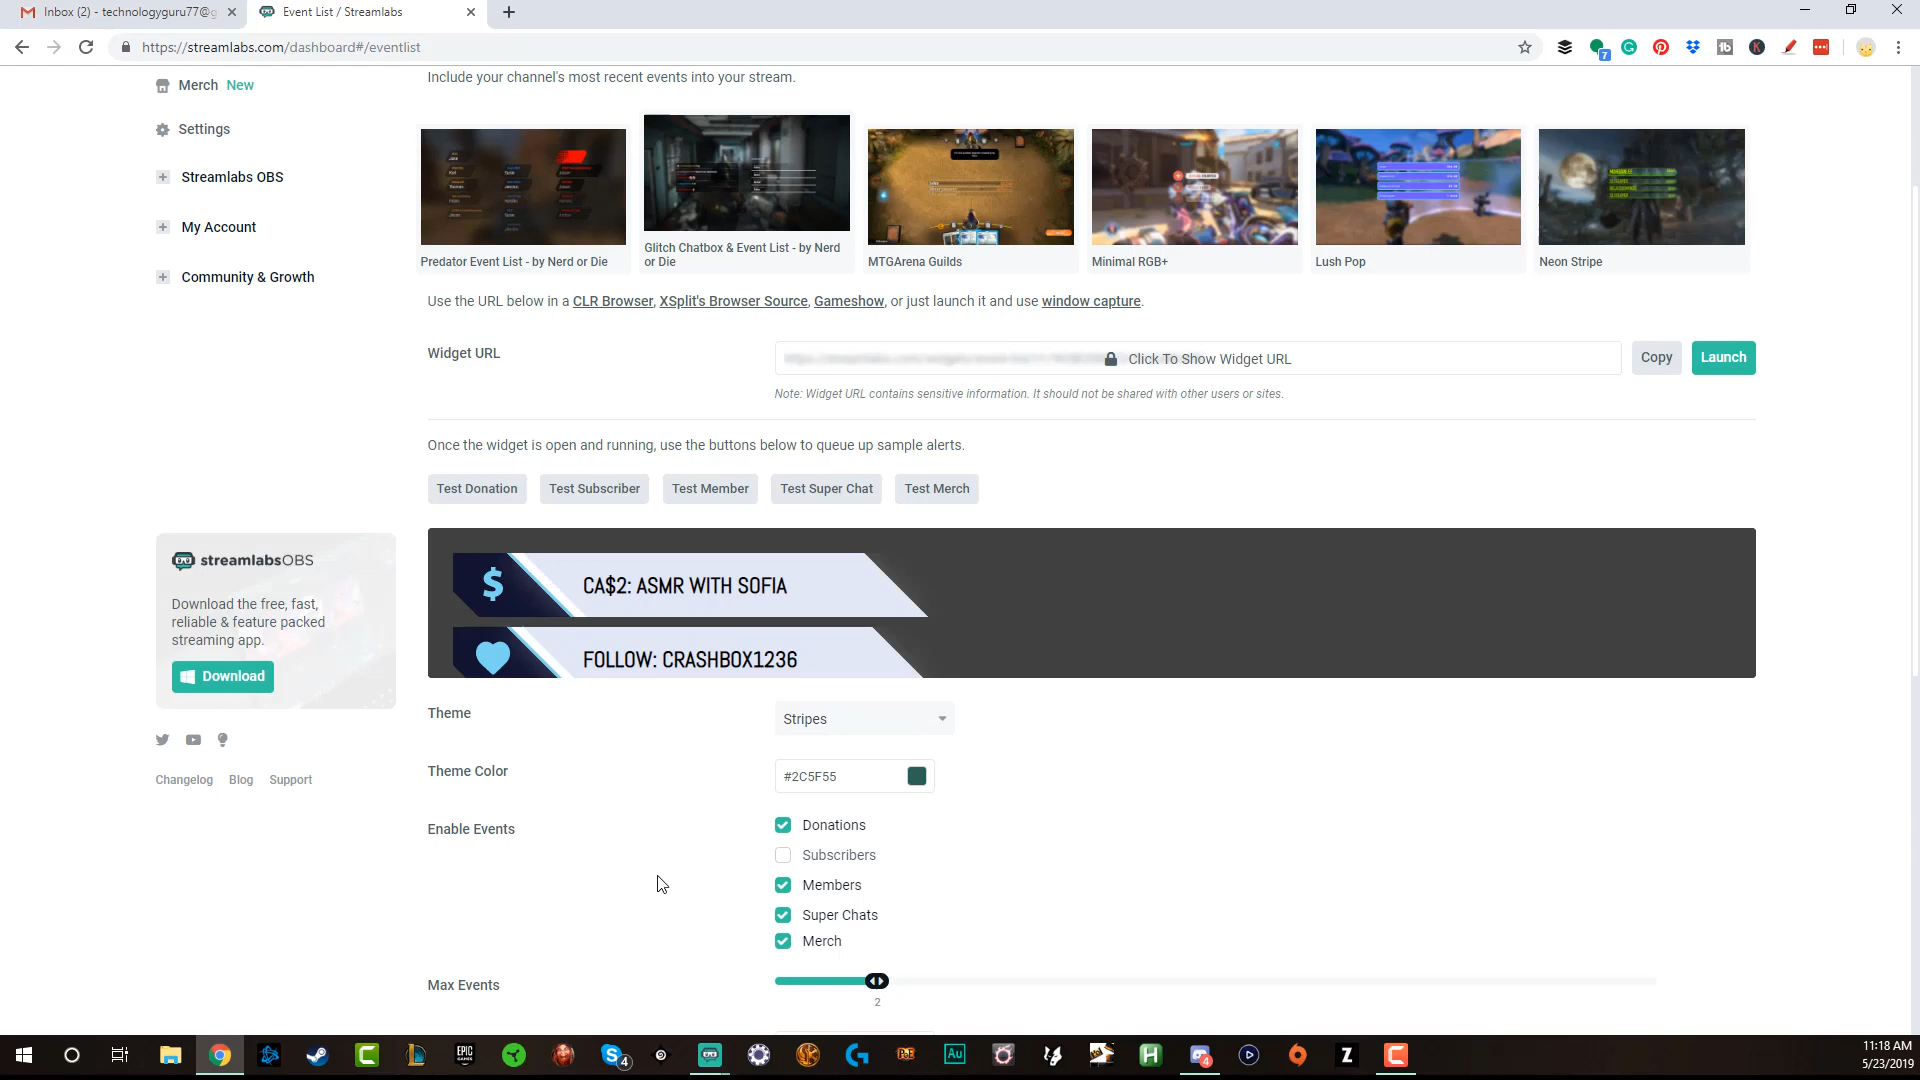 Inbox (2) - technologyguru77@g
Event List / Streamlabs
https://streamlabs.com/dashboard#/eventlist
7
Merch New
Settings
Streamlabs OBS
My Account
Community & Growth
Include your channel's most recent events into your stream.
Predator Event List - by Nerd or Die
Glitch Chatbox & Event List - by Nerd
or Die
MTGArena Guilds
Minimal RGB+
Lush Pop
Neon Stripe
Use the URL below in a CLR Browser, XSplit's Browser Source, Gameshow, or just launch it and use window capture.
Widget URL
Click To Show Widget URL
Copy
Launch
Note: Widget URL contains sensitive information. It should not be shared with other users or sites.
Once the widget is open and running, use the buttons below to queue up sample alerts.
Test Donation
Test Subscriber
Test Member
Test Super Chat
Test Merch
streamlabsOBS
Download the free, fast,
reliable & feature packed
streaming app.
Download
Changelog
Blog
Support
$
CA$2: ASMR WITH SOFIA
FOLLOW: CRASHBOX1236
Theme
Stripes
Theme Color
#2C5F55
Enable Events
Donations
Subscribers
Members
Super Chats
Merch
Max Events
2
EPIC
GAMES
4
Au
4
11:18 AM
5/23/2019